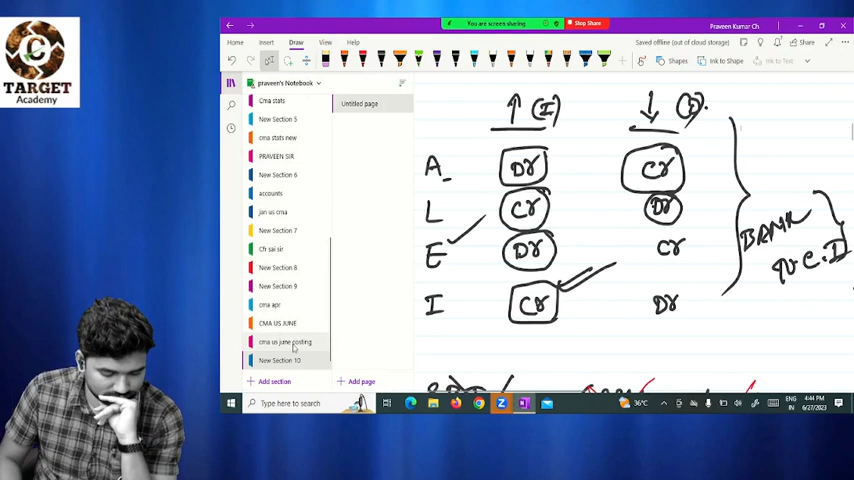 You are screen sharing
Stop Share
Praveen Kumar Ch
Home Insert Draw View Help
Saved offline (out of cloud storage)
Share
Shapes
Ink to Shape
Ink to Text
praveen's Notebook
Cma stats
New Section 5
cma stats new
PRAVEEN SIR
New Section 6
accounts
jan us cma
New Section 7
Cfr sai sir
New Section 8
New Section 9
cma apr
CMA US JUNE
cma us june costing
New Section 10
Add section
Untitled page
Add page
↑ (I) ↓ (D).
A Dr Cr
L Cr Dr
E Dr Cr
I Cr Dr
BANK
TARGET
Academy
Type here to search
36°C
ENG
IN
4:44 PM
6/27/2023